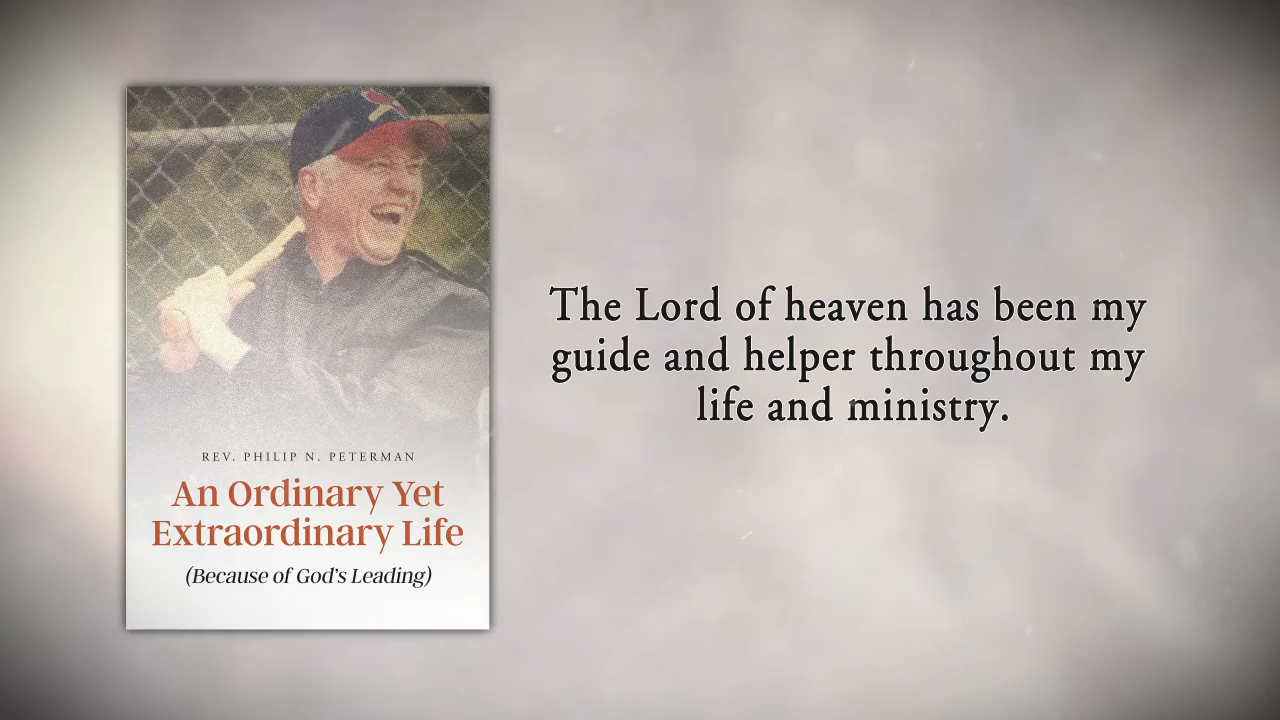 REV. PHILIP N. PETERMAN
An Ordinary Yet
Extraordinary Life
(Because of God's Leading)
The Lord of heaven has been my
guide and helper throughout my
life and ministry.